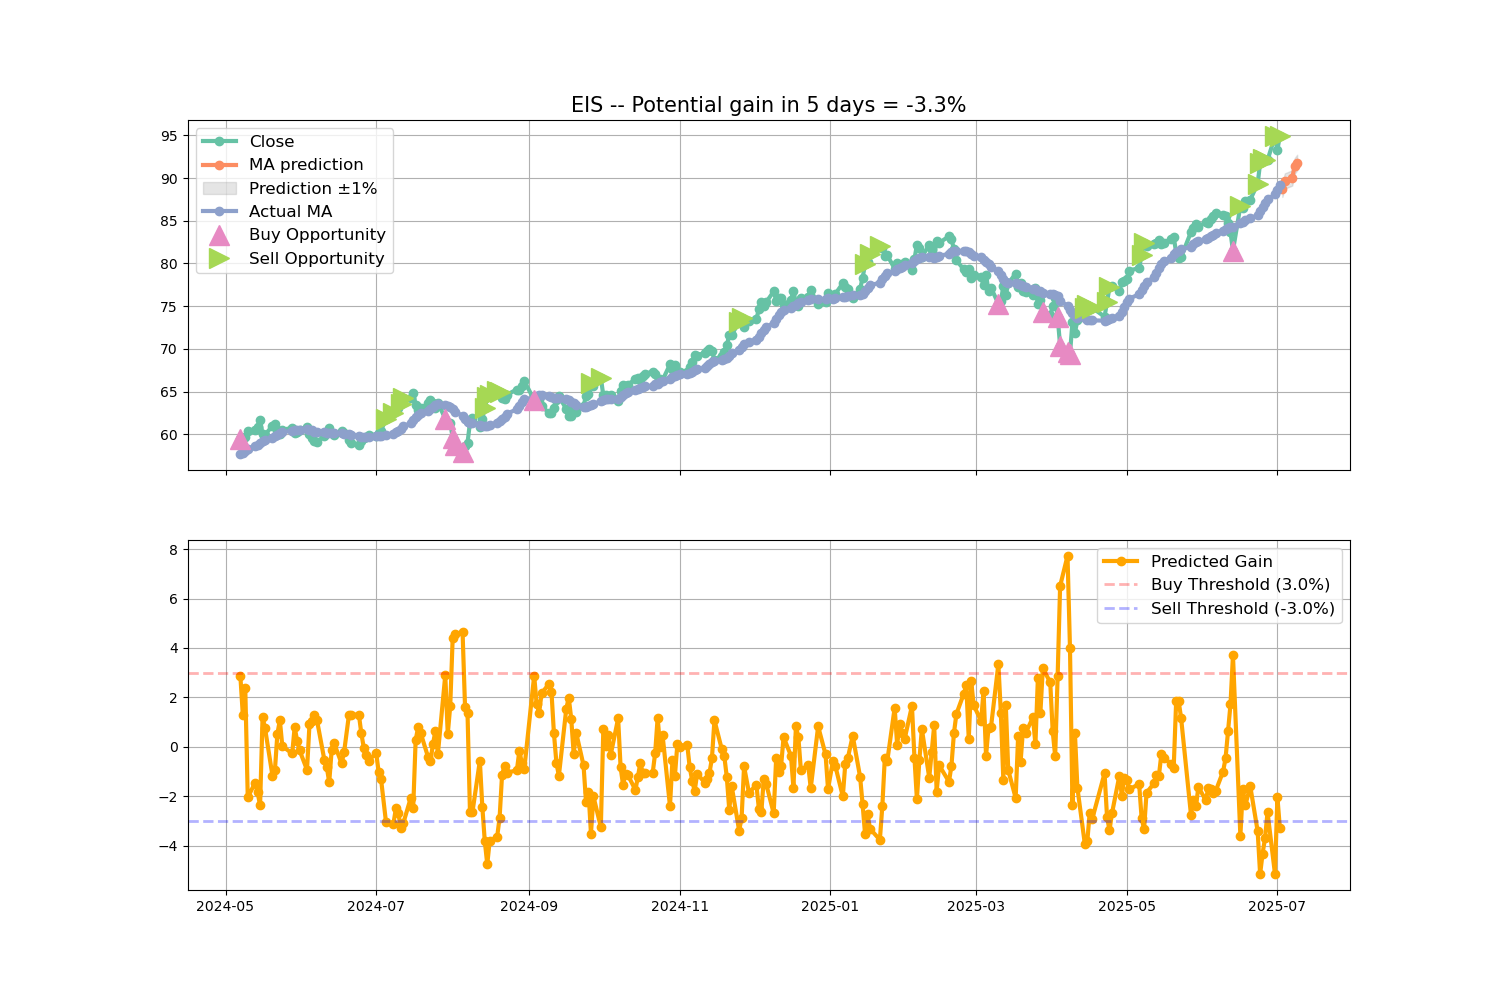 EIS -- Potential gain in 5 days = -3.3%
95
90
85
80
75
70
65
60
Close
MA prediction
Prediction ±1%
Actual MA
Buy Opportunity
Sell Opportunity
8
6
4
2
0
−2
−4
Predicted Gain
Buy Threshold (3.0%)
Sell Threshold (-3.0%)
2024-05
2024-07
2024-09
2024-11
2025-01
2025-03
2025-05
2025-07